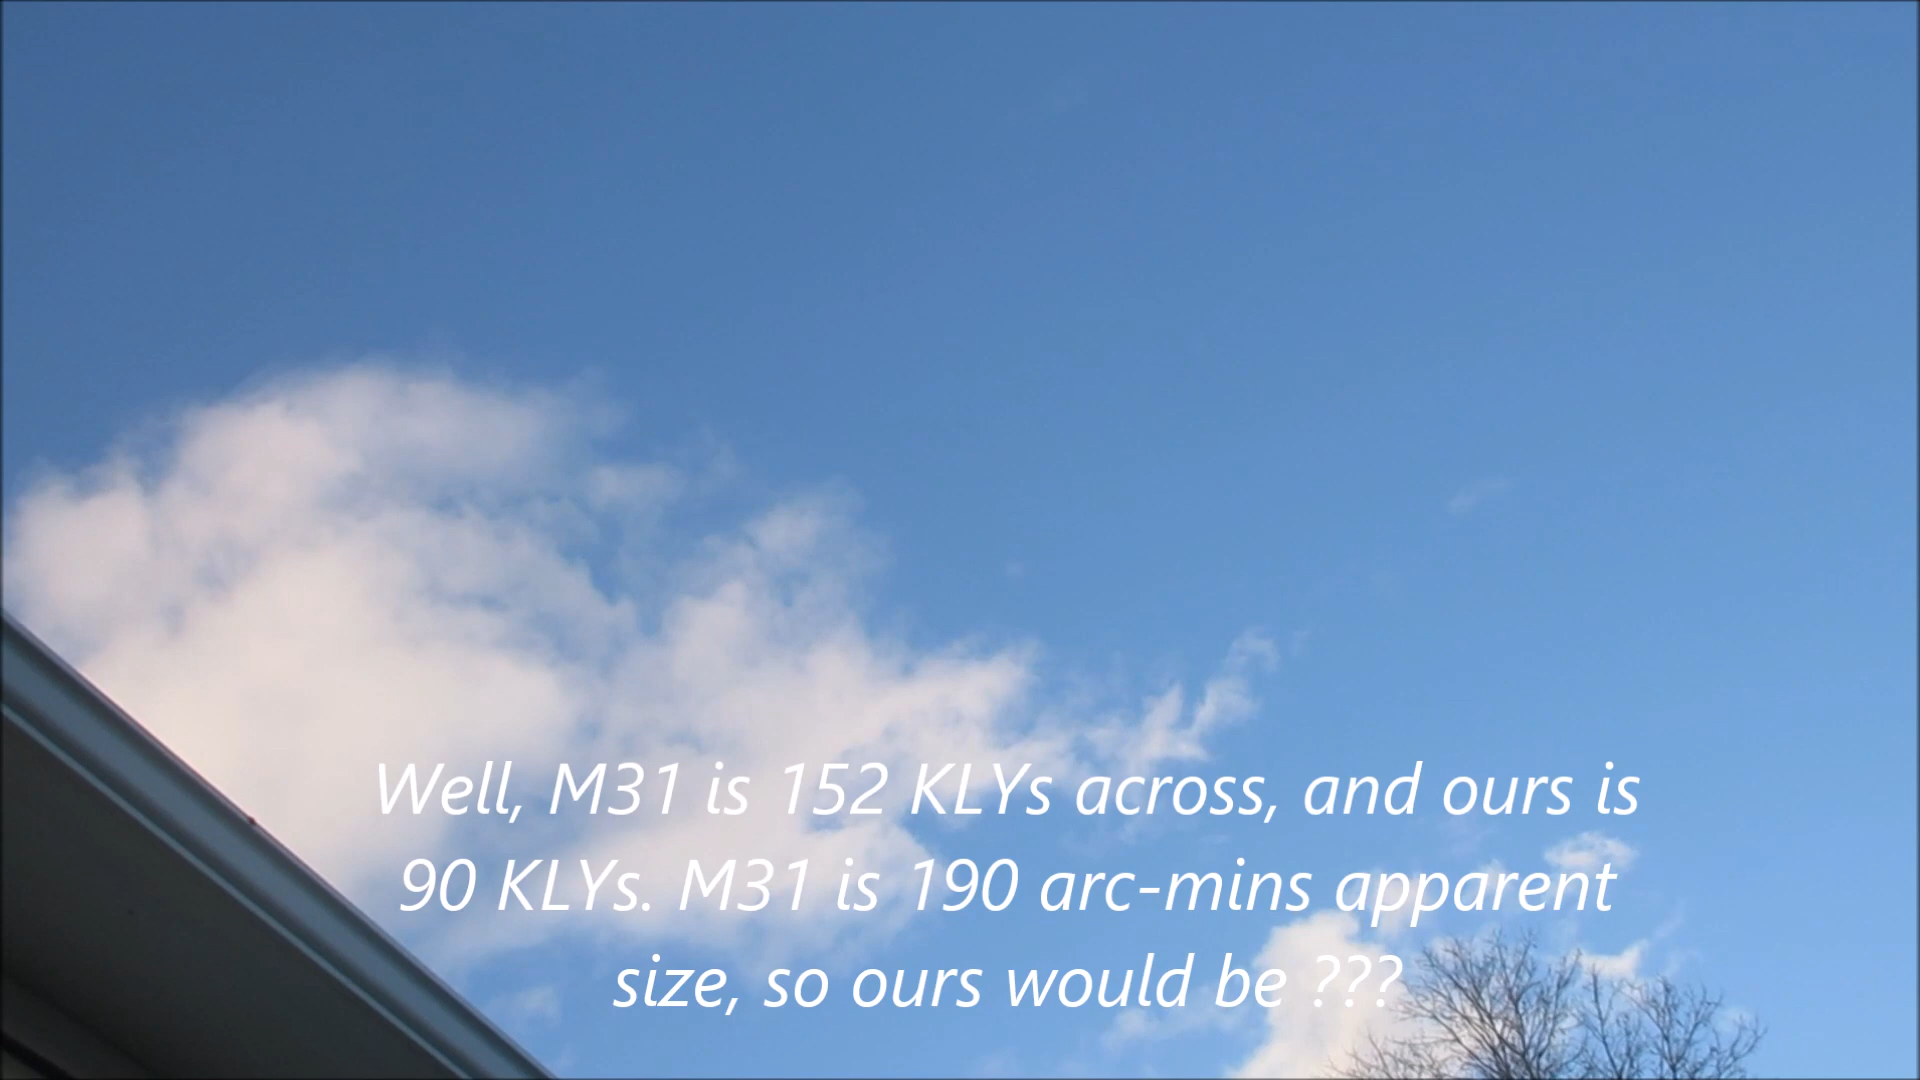 Well, M31 is 152 KLYs across, and ours is
90 KLYs. M31 is 190 arc-mins apparent
size, so ours would be ???